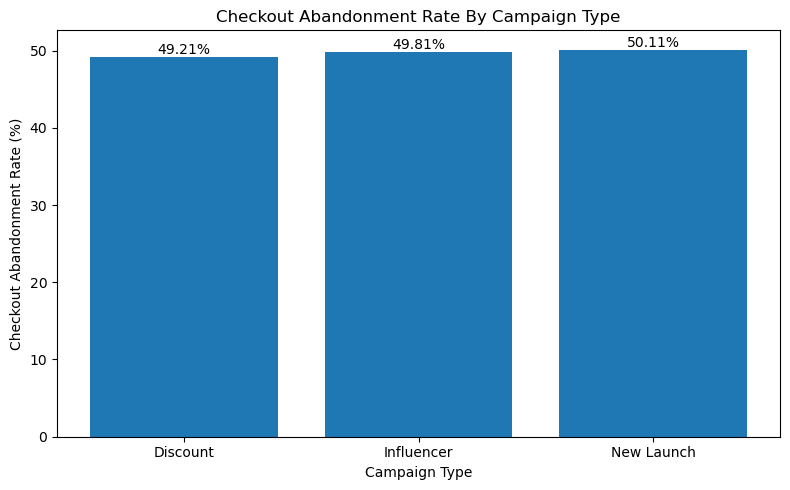 Checkout Abandonment Rate By Campaign Type
Checkout Abandonment Rate (%)
50
40
30
20
10
0
49.21%
49.81%
50.11%
Discount
Influencer
New Launch
Campaign Type